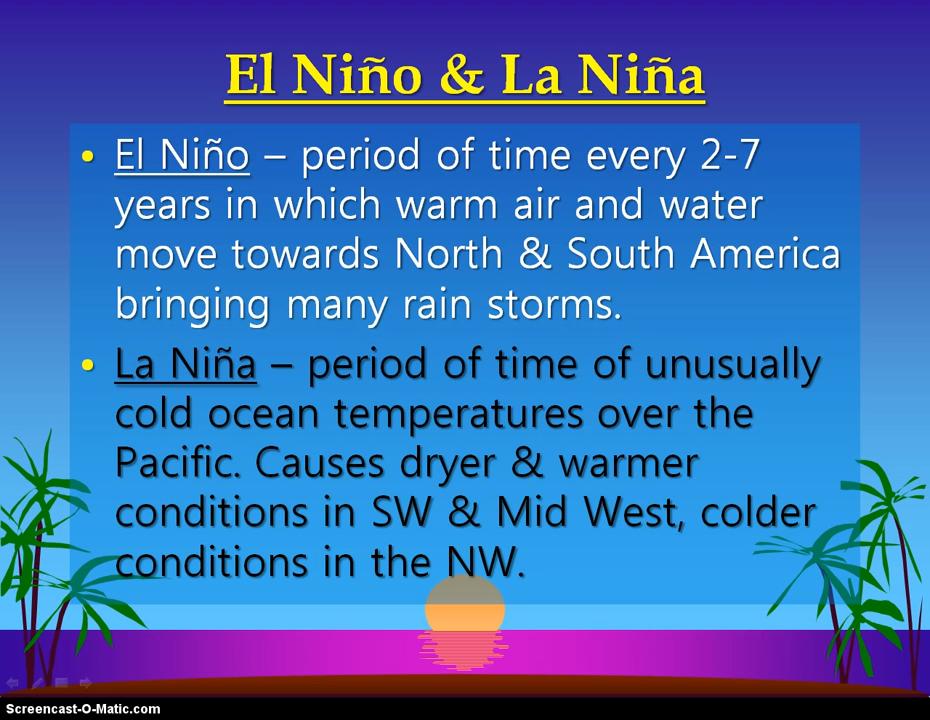 El Niño & La Niña
• El Niño – period of time every 2-7
years in which warm air and water
move towards North & South America
bringing many rain storms.
• La Niña – period of time of unusually
cold ocean temperatures over the
Pacific. Causes dryer & warmer
conditions in SW & Mid West, colder
conditions in the NW.
Screencast-O-Matic.com